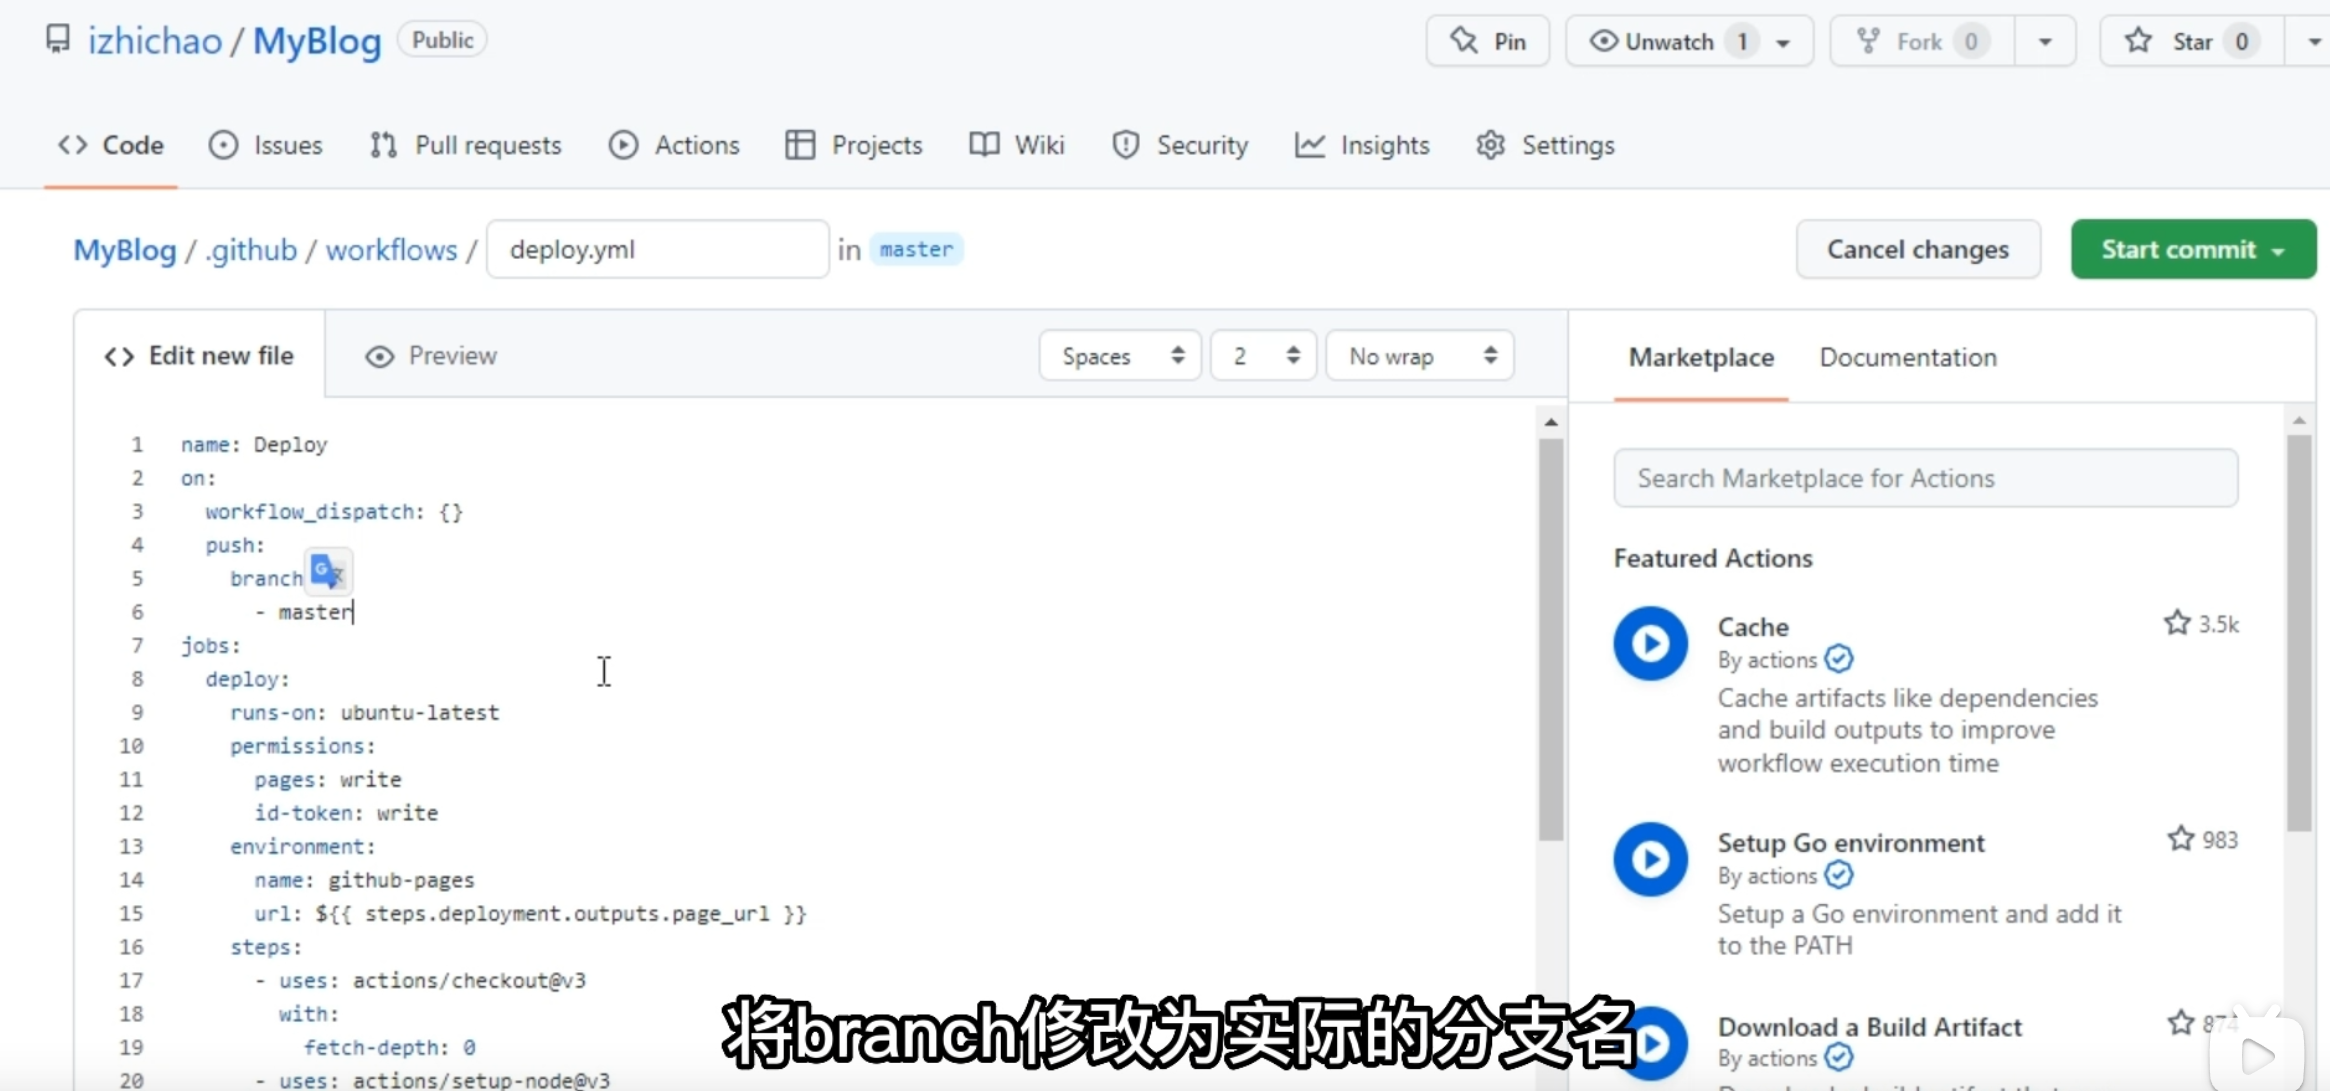 izhichao / MyBlog Public
Pin Unwatch 1 Fork 0 Star 0
Code Issues Pull requests Actions Projects Wiki Security Insights Settings
MyBlog / .github / workflows / deploy.yml in master
Cancel changes Start commit
Edit new file Preview Spaces 2 No wrap
Marketplace Documentation
1 name: Deploy
2 on:
3 workflow_dispatch: {}
4 push:
5 branch
6 - master
7 jobs:
8 deploy:
9 runs-on: ubuntu-latest
10 permissions:
11 pages: write
12 id-token: write
13 environment:
14 name: github-pages
15 url: ${{ steps.deployment.outputs.page_url }}
16 steps:
17 - uses: actions/checkout@v3
18 with:
19 fetch-depth: 0
20 - uses: actions/setup-node@v3
Search Marketplace for Actions
Featured Actions
Cache 3.5k
By actions
Cache artifacts like dependencies
and build outputs to improve
workflow execution time
Setup Go environment 983
By actions
Setup a Go environment and add it
to the PATH
Download a Build Artifact 874
By actions
将branch修改为实际的分支名